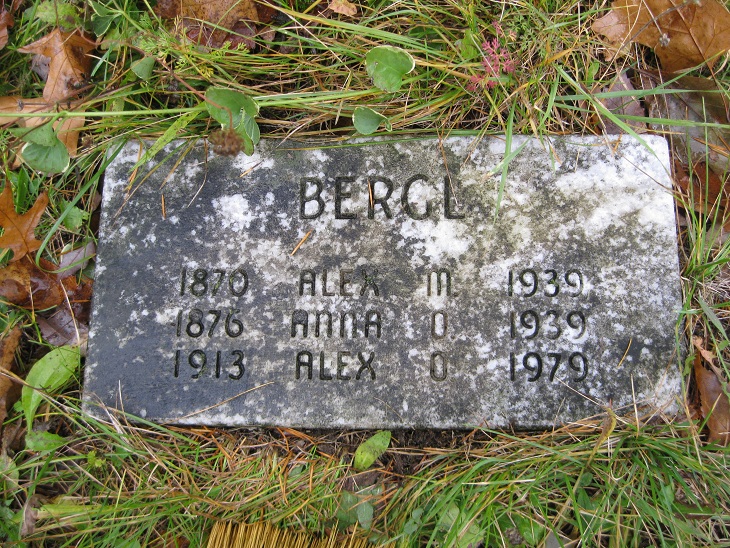 BERGL
1870 ALEX M. 1939
1876 ANNA O. 1939
1913 ALEX O. 1979